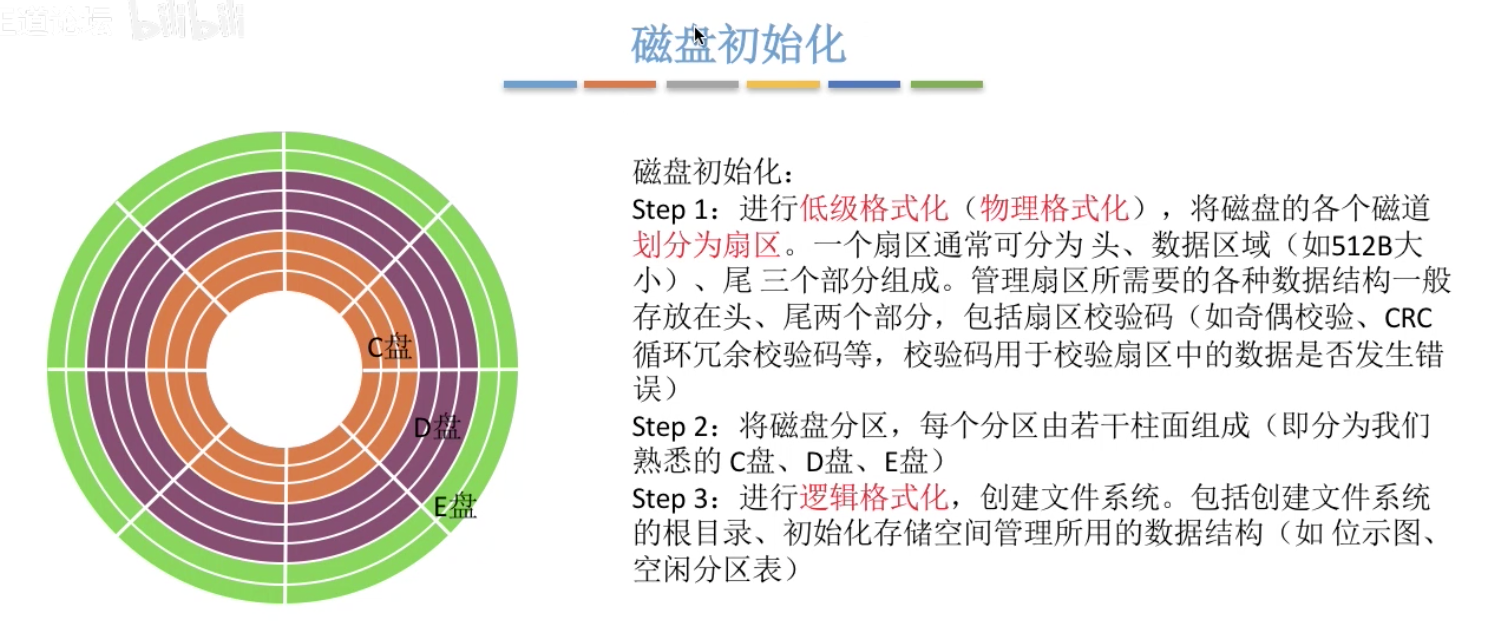 道论坛 bilibili
磁盘初始化
磁盘初始化：
Step 1：进行低级格式化（物理格式化），将磁盘的各个磁道
划分为扇区。一个扇区通常可分为 头、数据区域（如512B大
小）、尾 三个部分组成。管理扇区所需要的各种数据结构一般
存放在头、尾两个部分，包括扇区校验码（如奇偶校验、CRC
循环冗余校验码等，校验码用于校验扇区中的数据是否发生错
误）
Step 2：将磁盘分区，每个分区由若干柱面组成（即分为我们
熟悉的 C盘、D盘、E盘）
Step 3：进行逻辑格式化，创建文件系统。包括创建文件系统
的根目录、初始化存储空间管理所用的数据结构（如 位示图、
空闲分区表）
C盘
D盘
E盘